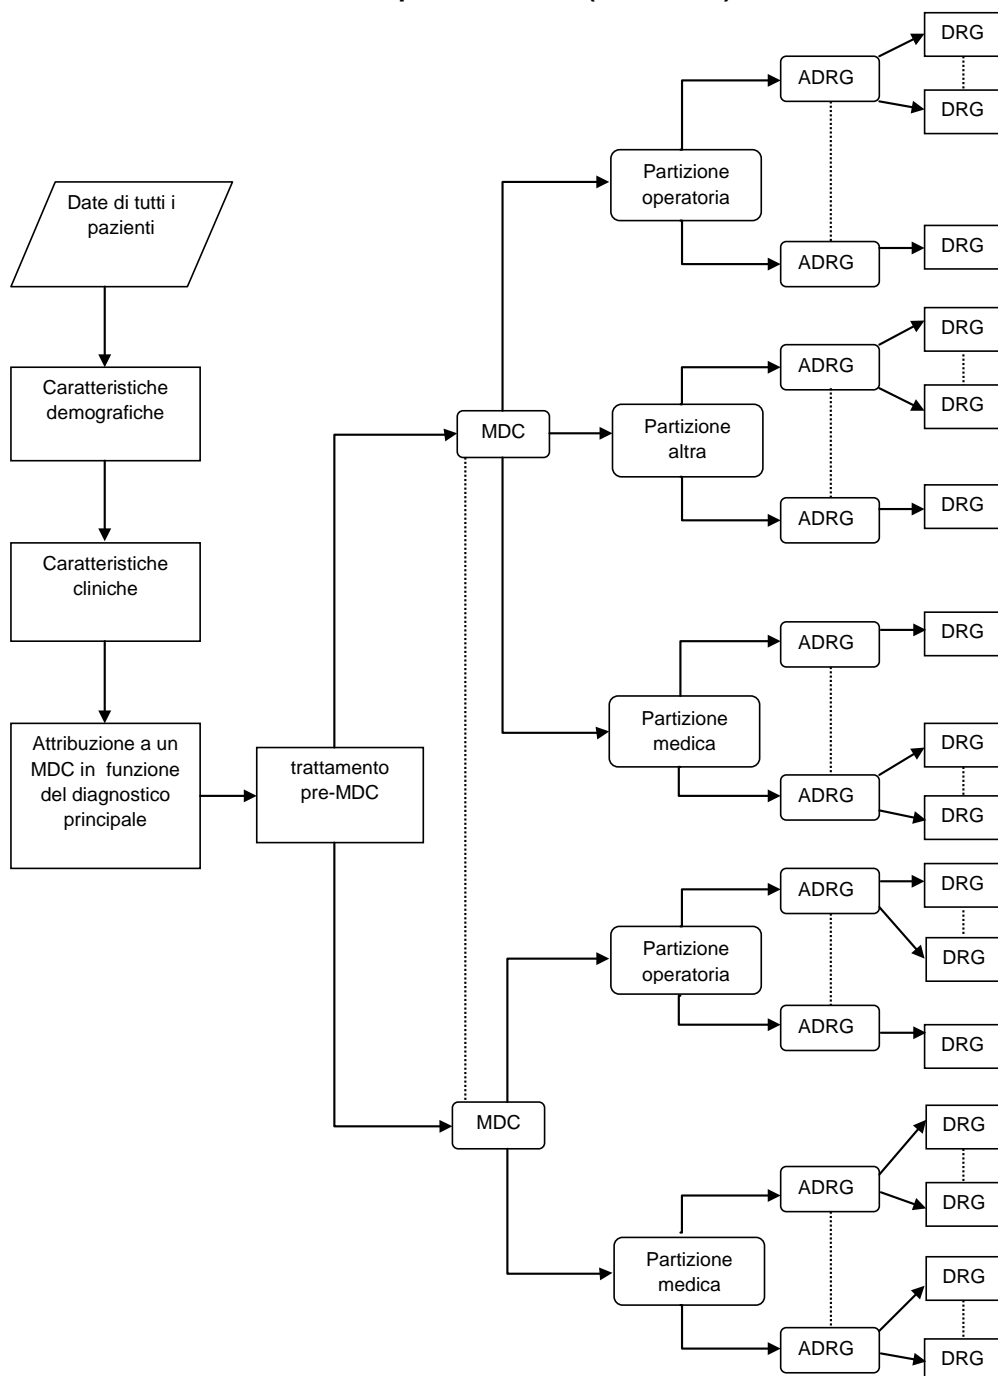 DRG
ADRG
DRG
Partizione
operatoria
Date di tutti i
pazienti
ADRG
DRG
DRG
ADRG
DRG
Caratteristiche
demografiche
MDC
Partizione
altra
ADRG
DRG
Caratteristiche
cliniche
ADRG
DRG
Partizione
medica
Attribuzione a un
MDC in funzione
del diagnostico
principale
trattamento
pre-MDC
DRG
ADRG
DRG
ADRG
DRG
Partizione
operatoria
DRG
ADRG
DRG
MDC
DRG
ADRG
DRG
Partizione
medica
DRG
ADRG
DRG